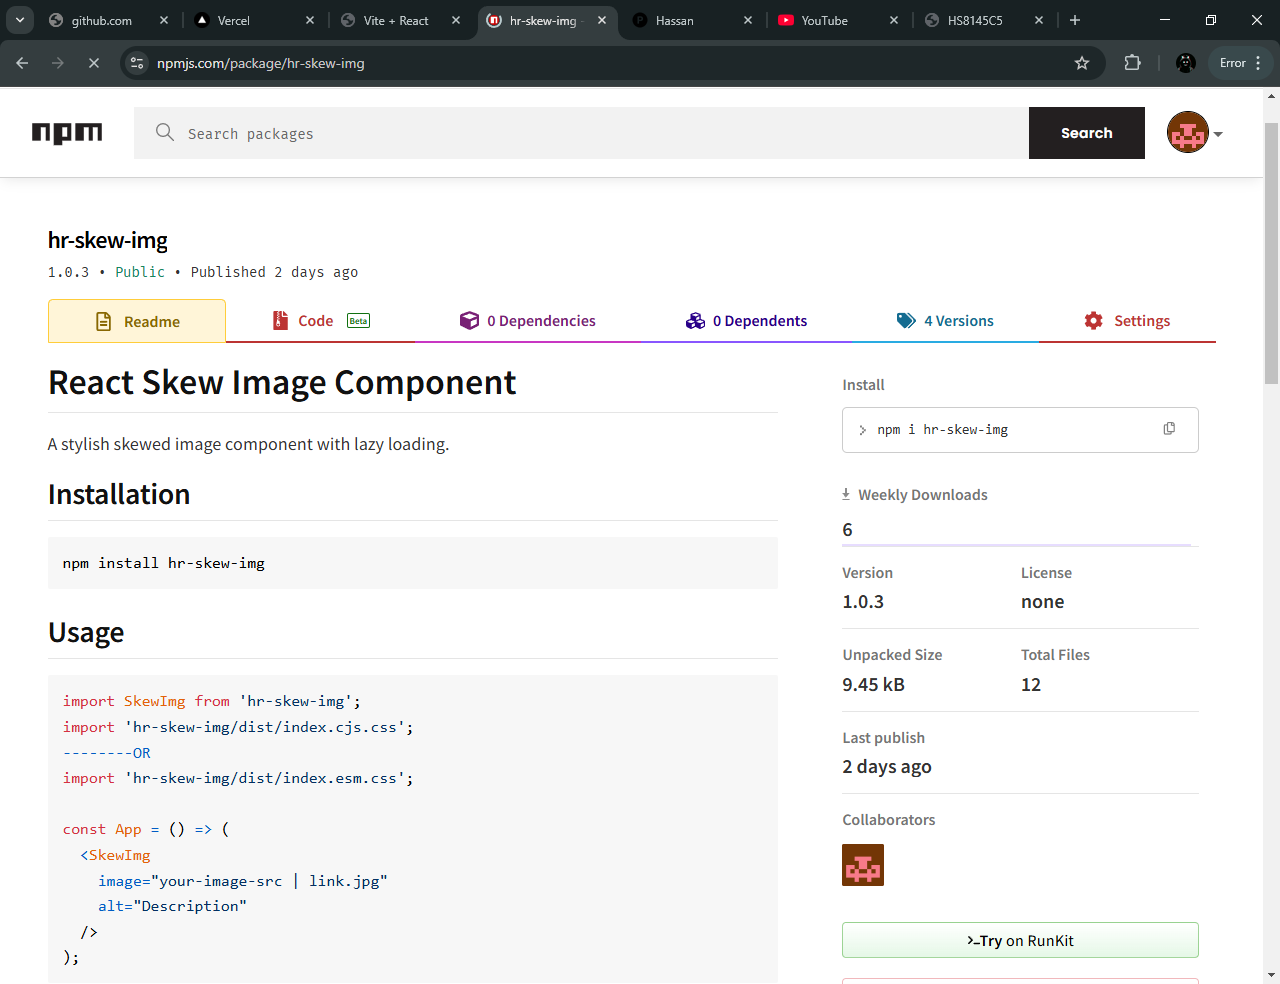 github.com
Vercel
Vite + React
hr-skew-img -
Hassan
YouTube
HS8145C5
npmjs.com/package/hr-skew-img
Error
npm
Search packages
Search
hr-skew-img
1.0.3 • Public • Published 2 days ago
Readme
Code Beta
0 Dependencies
0 Dependents
4 Versions
Settings
React Skew Image Component
A stylish skewed image component with lazy loading.
Installation
npm install hr-skew-img
Usage
import SkewImg from 'hr-skew-img';
import 'hr-skew-img/dist/index.cjs.css';
--------OR
import 'hr-skew-img/dist/index.esm.css';
const App = () => (
<SkewImg
image="your-image-src | link.jpg"
alt="Description"
/>
);
Install
> npm i hr-skew-img
Weekly Downloads
6
Version
1.0.3
License
none
Unpacked Size
9.45 kB
Total Files
12
Last publish
2 days ago
Collaborators
>_Try on RunKit